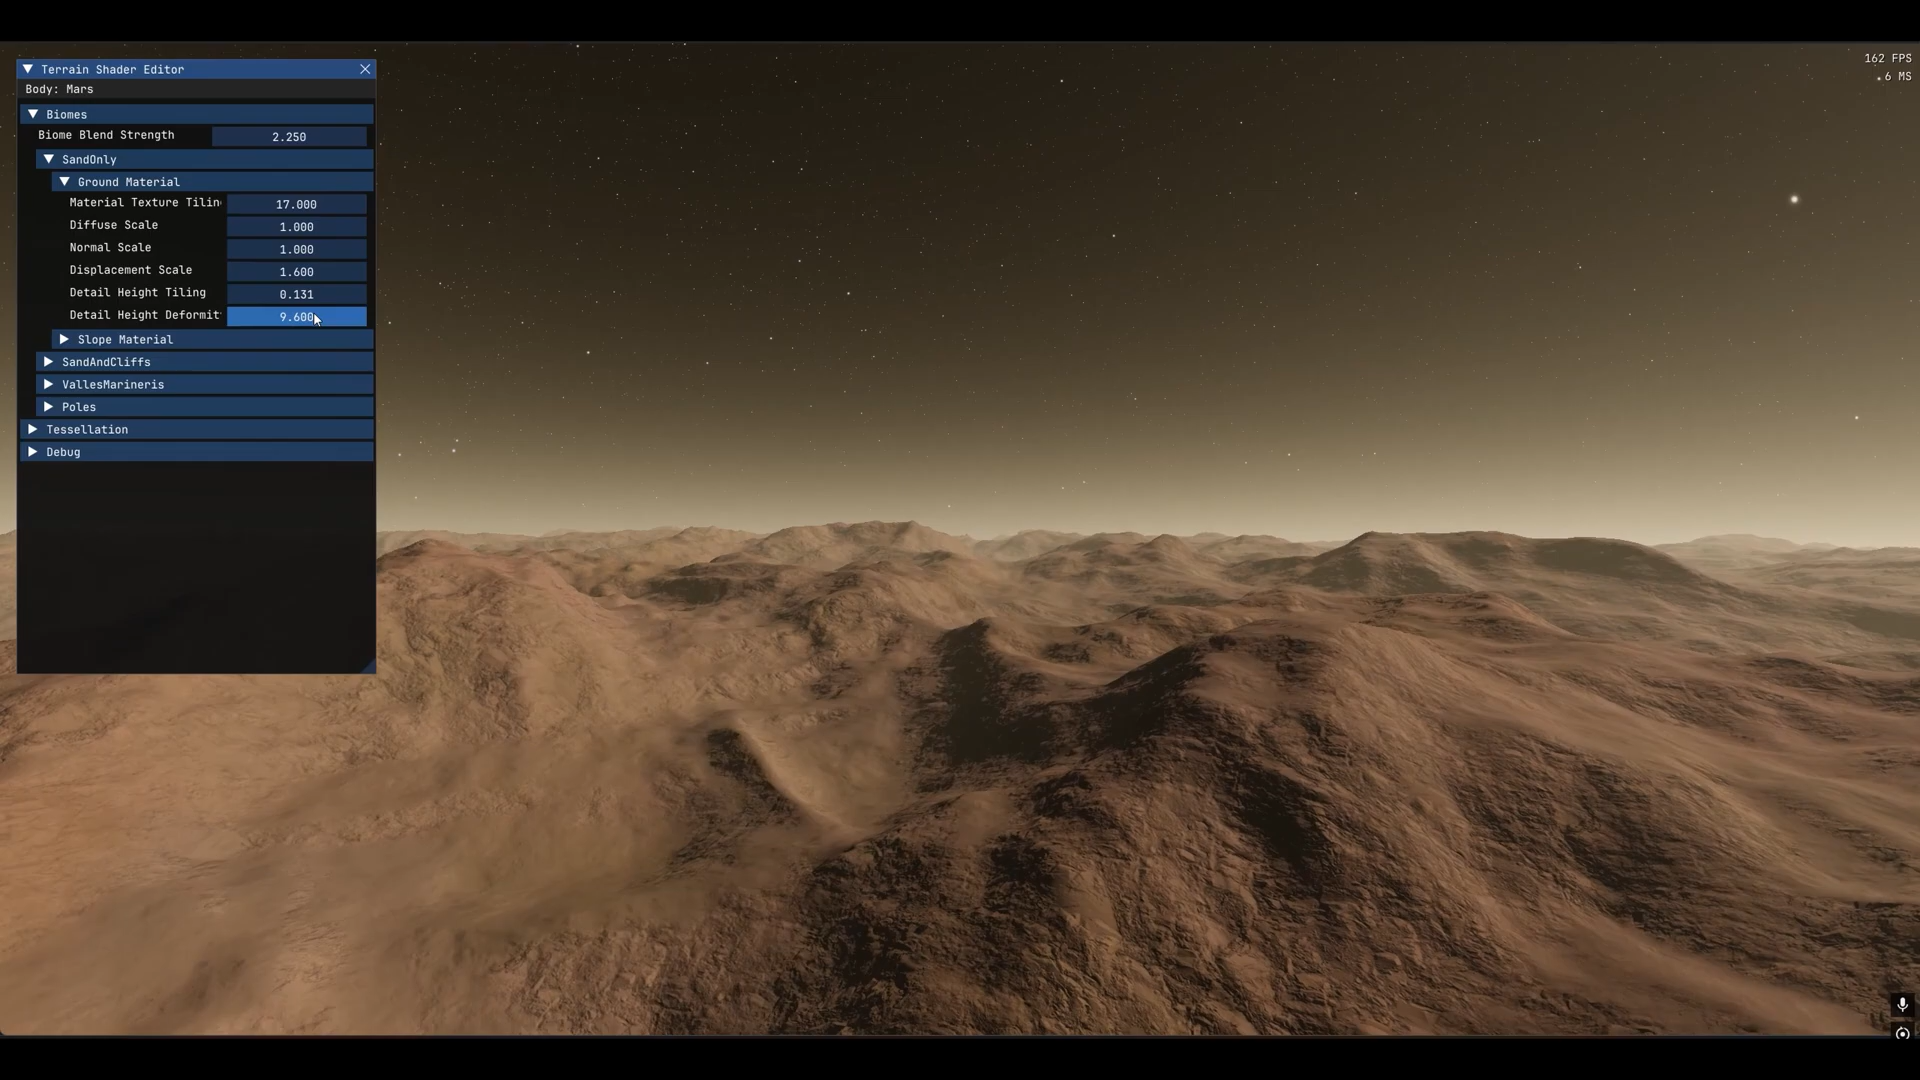 Terrain Shader Editor
162 FPS
6 MS
Body: Mars
Biomes
Biome Blend Strength 2.250
SandOnly
Ground Material
Material Texture Tilin 17.000
Diffuse Scale 1.000
Normal Scale 1.000
Displacement Scale 1.600
Detail Height Tiling 0.131
Detail Height Deformit 9.600
Slope Material
SandAndCliffs
VallesMarineris
Poles
Tessellation
Debug